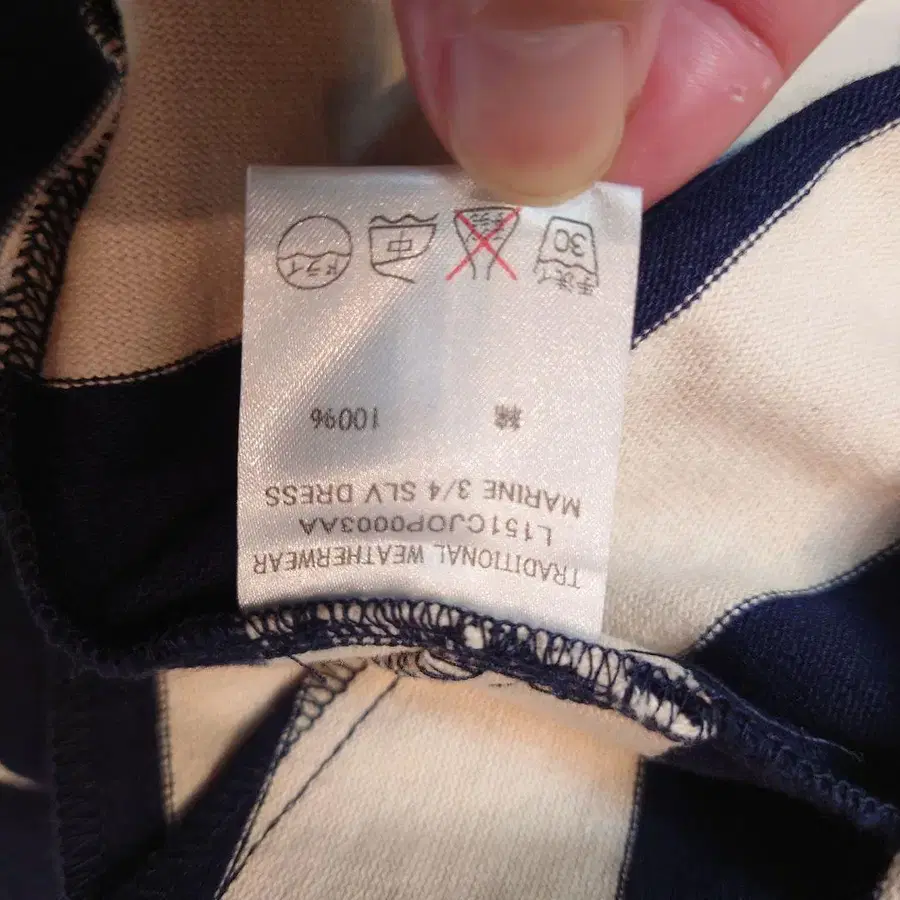 TRADITIONAL WEATHERWEAR
L151CJOP0003AA
MARINE 3/4 SLV DRESS
綿 100%
手洗イ
30 中 ドライ